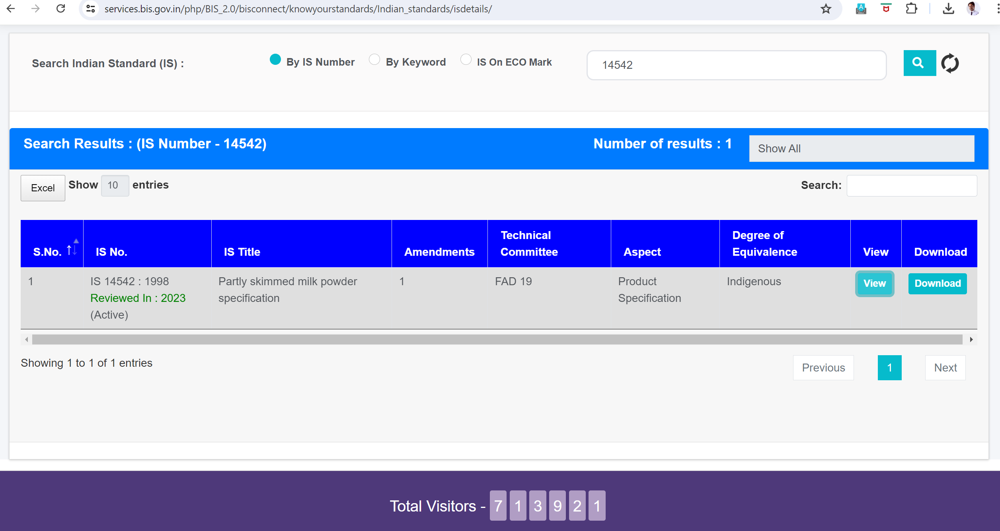 services.bis.gov.in/php/BIS_2.0/bisconnect/knowyourstandards/Indian_standards/isdetails/
Search Indian Standard (IS) :
By IS Number
By Keyword
IS On ECO Mark
14542
Search Results : (IS Number - 14542)
Number of results : 1
Show All
Excel
Show 10 entries
Search:
S.No.
IS No.
IS Title
Amendments
Technical
Committee
Aspect
Degree of
Equivalence
View
Download
1
IS 14542 : 1998
Reviewed In : 2023
(Active)
Partly skimmed milk powder
specification
1
FAD 19
Product
Specification
Indigenous
View
Download
Showing 1 to 1 of 1 entries
Previous
1
Next
Total Visitors - 7 1 3 9 2 1